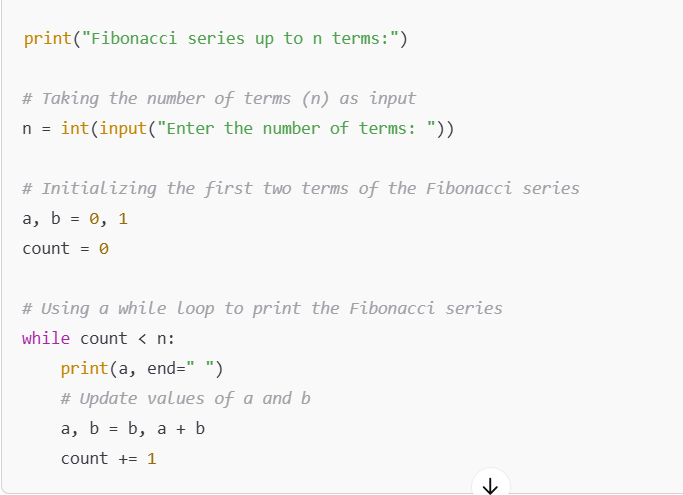 print("Fibonacci series up to n terms:")
# Taking the number of terms (n) as input
n = int(input("Enter the number of terms: "))
# Initializing the first two terms of the Fibonacci series
a, b = 0, 1
count = 0
# Using a while loop to print the Fibonacci series
while count < n:
    print(a, end=" ")
    # Update values of a and b
    a, b = b, a + b
    count += 1